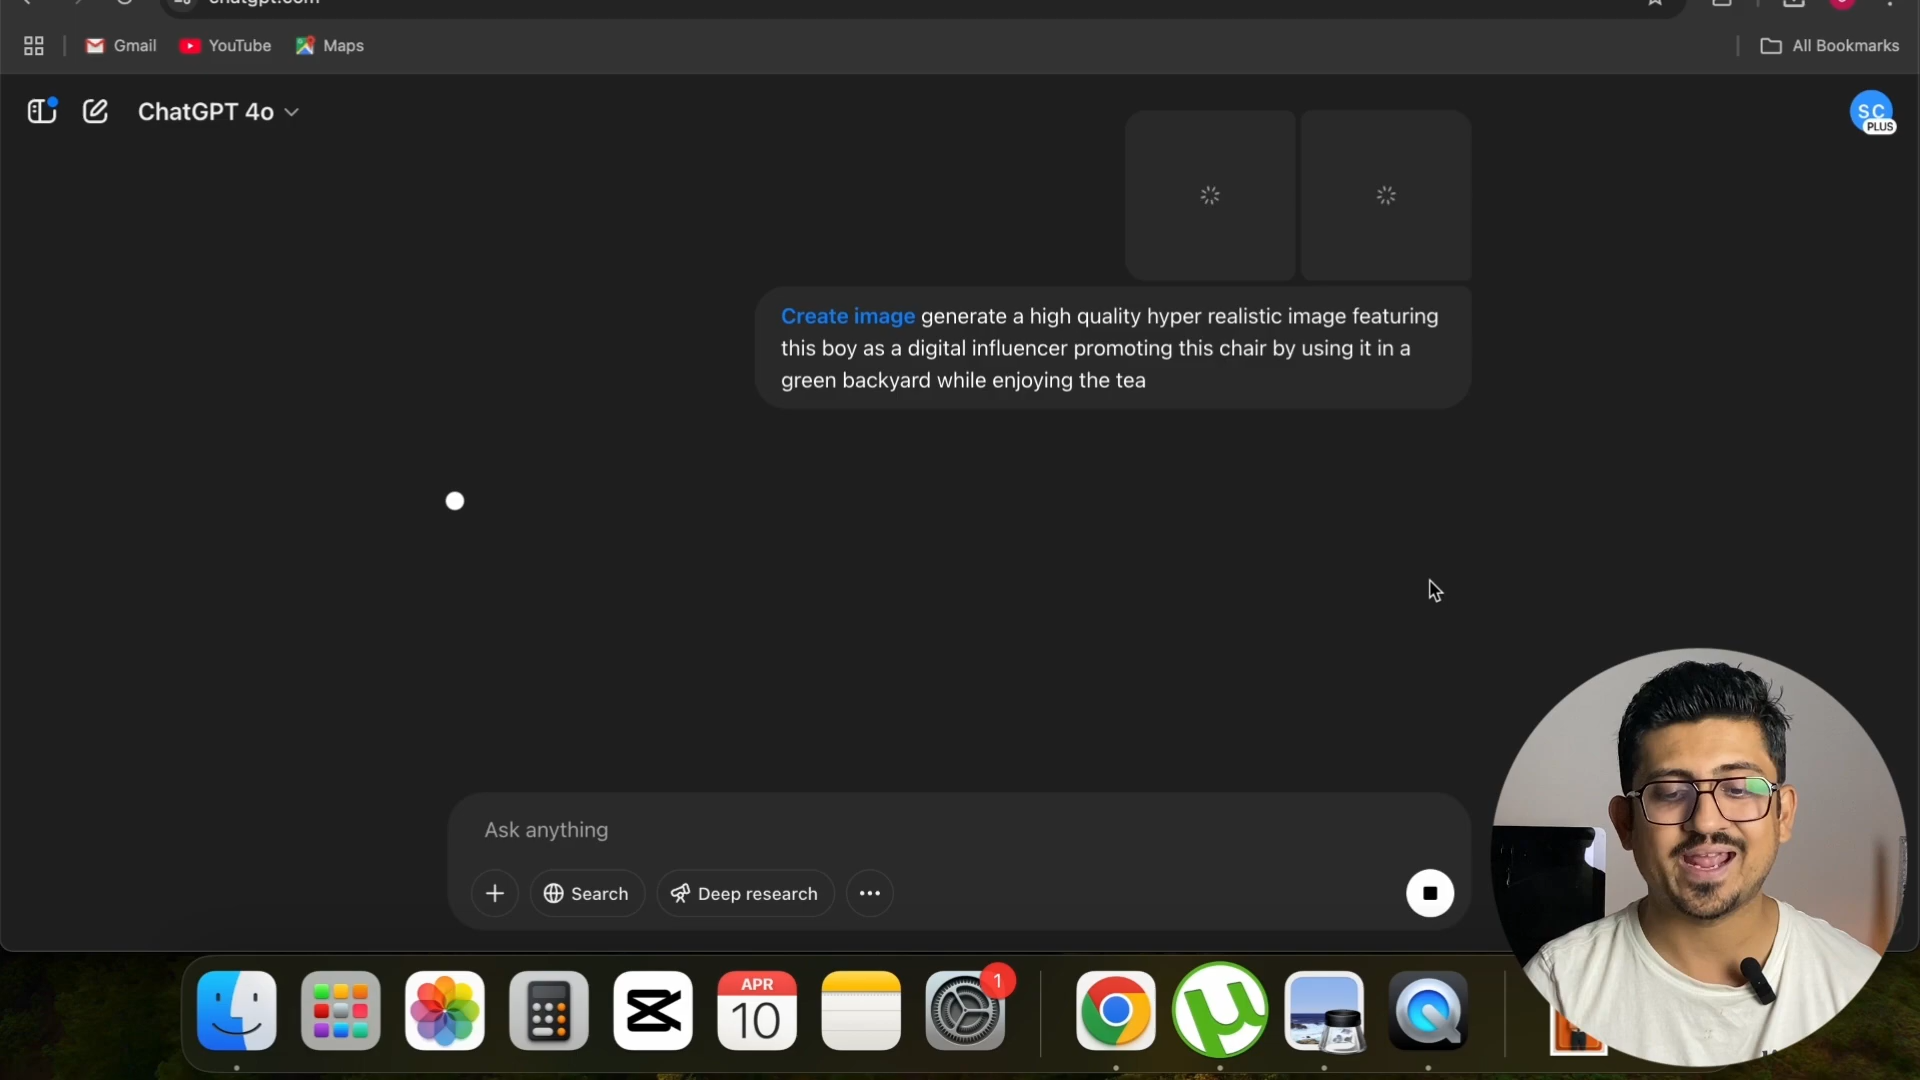 chatgpt.com
Gmail
YouTube
Maps
All Bookmarks
ChatGPT 4o
SC
PLUS
Create image generate a high quality hyper realistic image featuring
this boy as a digital influencer promoting this chair by using it in a
green backyard while enjoying the tea
Ask anything
Search
Deep research
APR
10
1